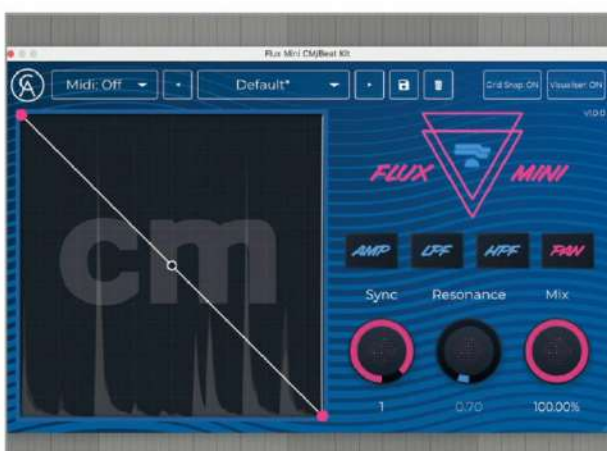 Flux Mini CM/Beat Kit
CA Midi: Off Default* Grid Snap: ON Visualiser: ON
v1.0.0
cm
FLUX MINI
AMP LPF HPF PAN
Sync Resonance Mix
1 0.70 100.00%